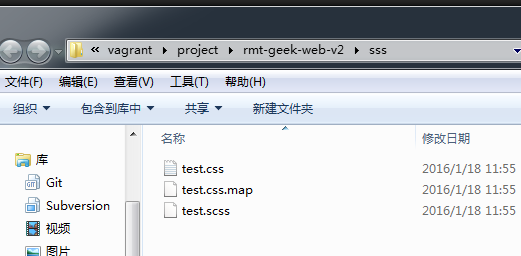 « vagrant ▸ project ▸ rmt-geek-web-v2 ▸ sss
文件(F) 编辑(E) 查看(V) 工具(T) 帮助(H)
组织 包含到库中 共享 新建文件夹
名称 修改日期
库
test.css 2016/1/18 11:55
Git
test.css.map 2016/1/18 11:55
Subversion
test.scss 2016/1/18 11:55
视频
图片